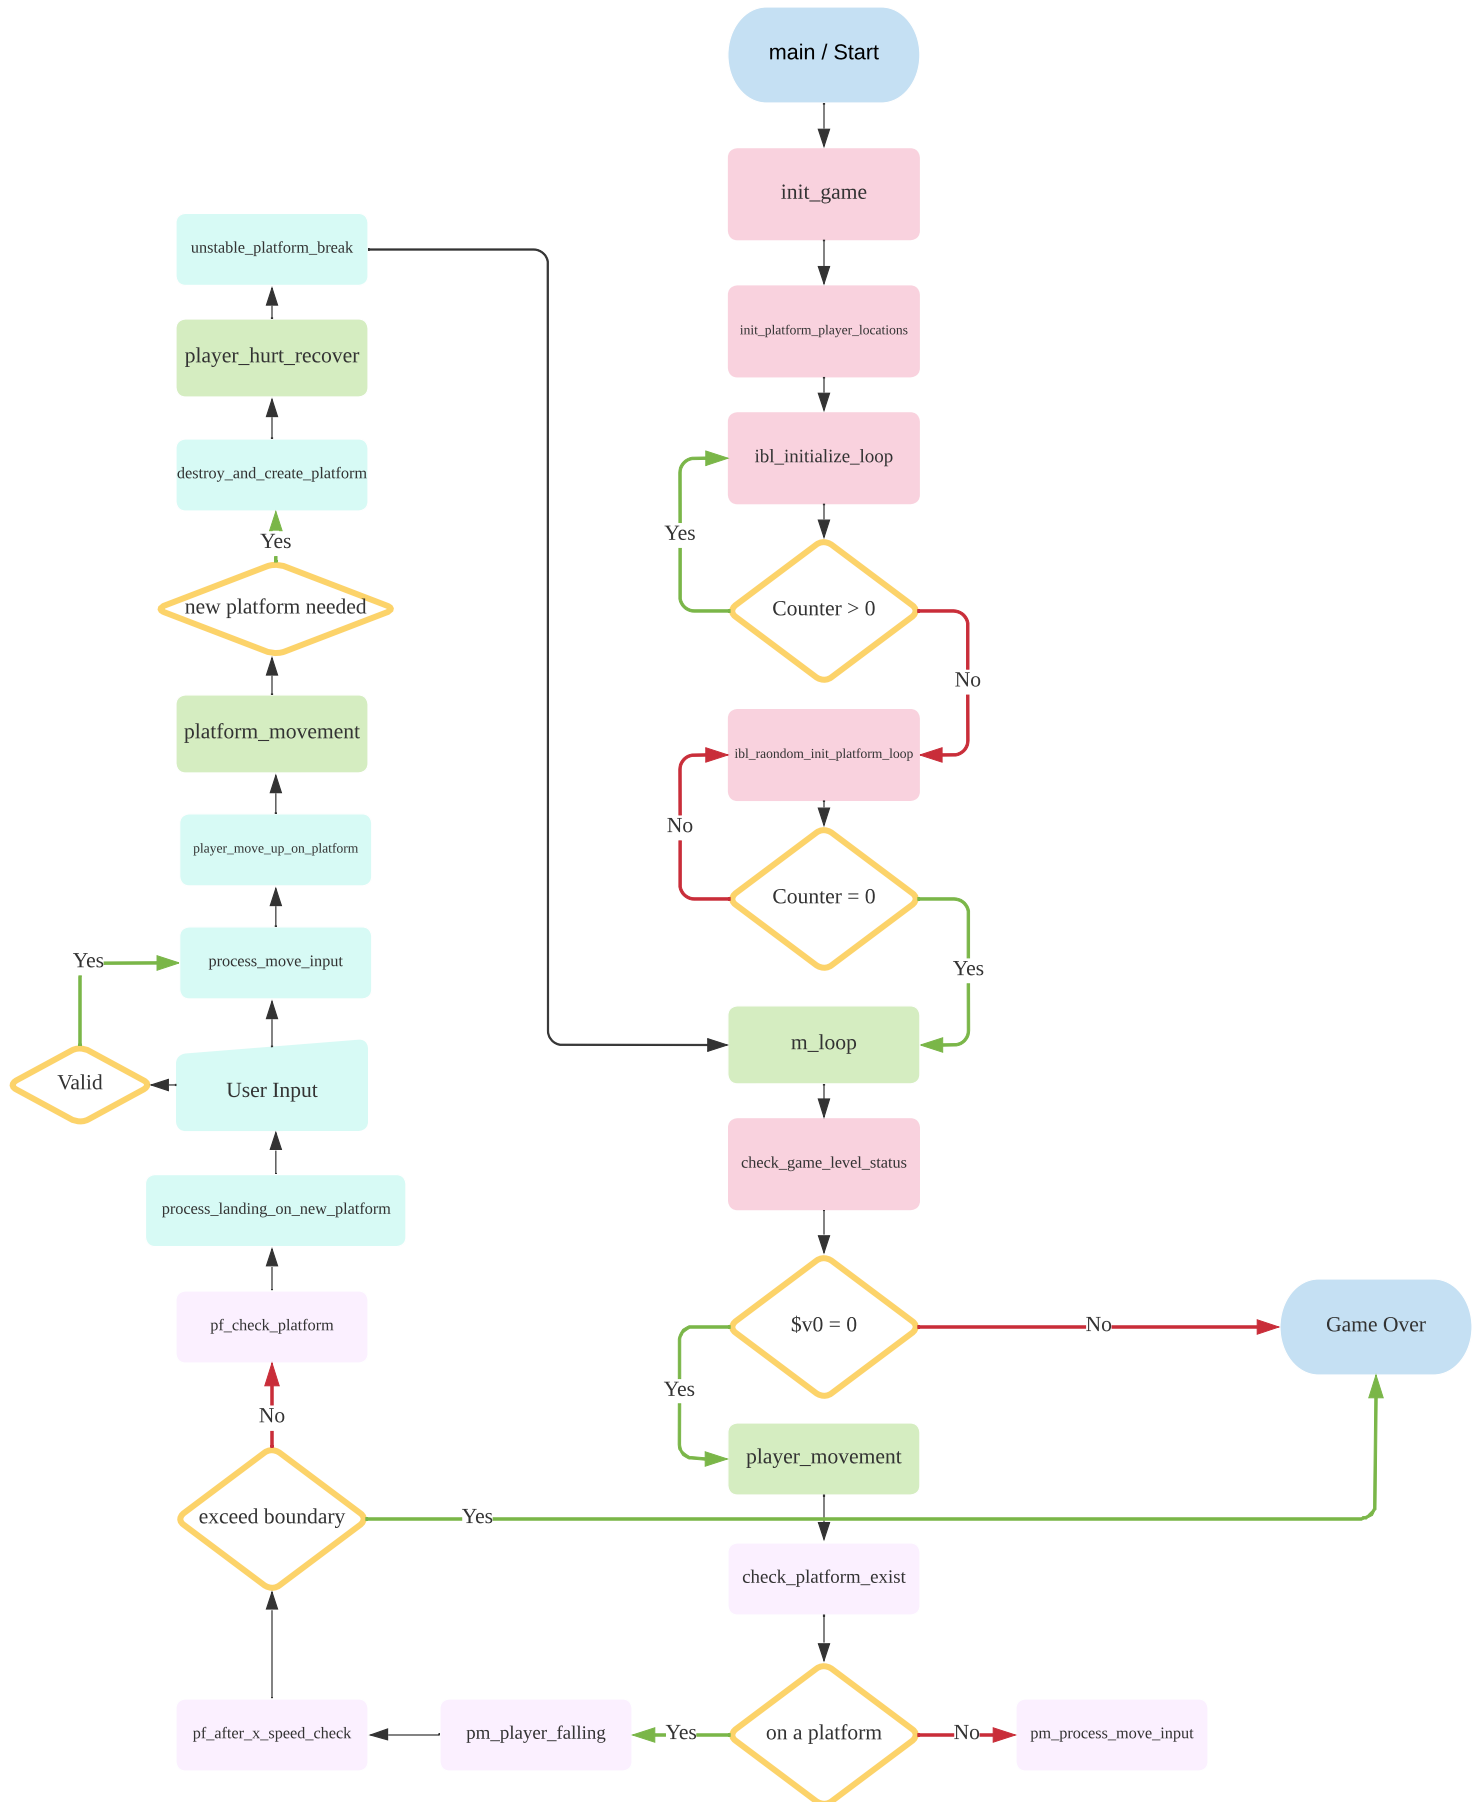 main / Start
init_game
init_platform_player_locations
ibl_initialize_loop
Yes
Counter > 0
No
ibl_raondom_init_platform_loop
No
Counter = 0
Yes
m_loop
check_game_level_status
$v0 = 0
No
Game Over
Yes
player_movement
check_platform_exist
on a platform
No
pm_process_move_input
Yes
pm_player_falling
pf_after_x_speed_check
exceed boundary
Yes
No
pf_check_platform
process_landing_on_new_platform
User Input
Valid
Yes
process_move_input
player_move_up_on_platform
platform_movement
new platform needed
Yes
destroy_and_create_platform
player_hurt_recover
unstable_platform_break